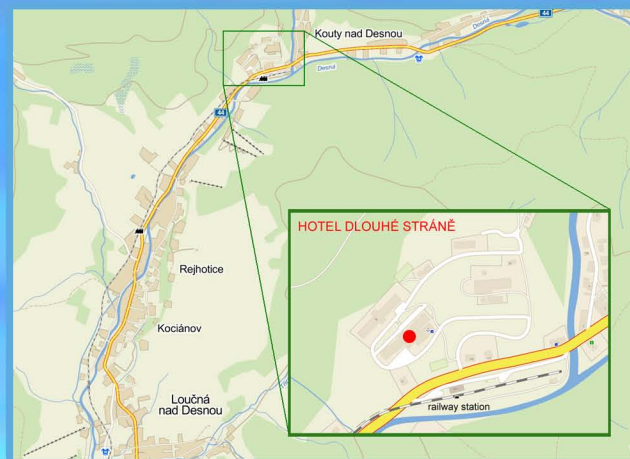 44
Desná
Kouty nad Desnou
Desná
44
HOTEL DLOUHÉ STRÁNĚ
Rejhotice
Kociánov
Loučná
nad Desnou
railway station